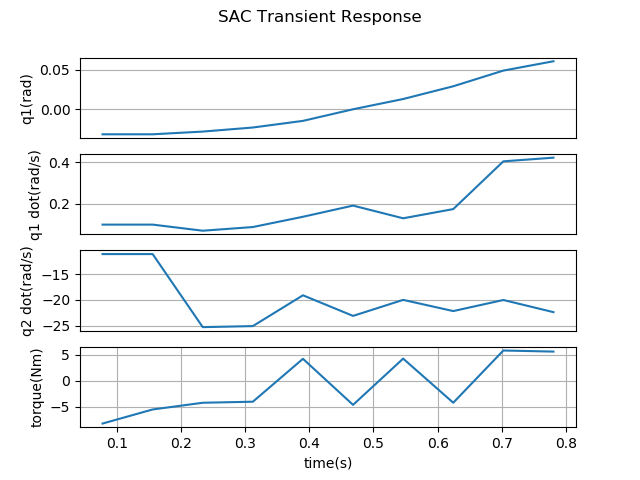 SAC Transient Response
0.05
0.00
q1(rad)
0.4
0.2
q1 dot(rad/s)
−15
−20
−25
q2 dot(rad/s)
5
0
−5
torque(Nm)
0.1 0.2 0.3 0.4 0.5 0.6 0.7 0.8
time(s)